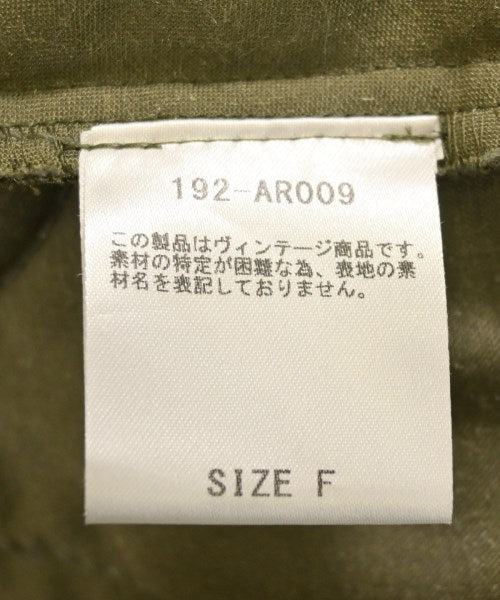 192-AR009
この製品はヴィンテージ商品です。
素材の特定が困難な為、表地の素
材名を表記しておりません。
SIZE F